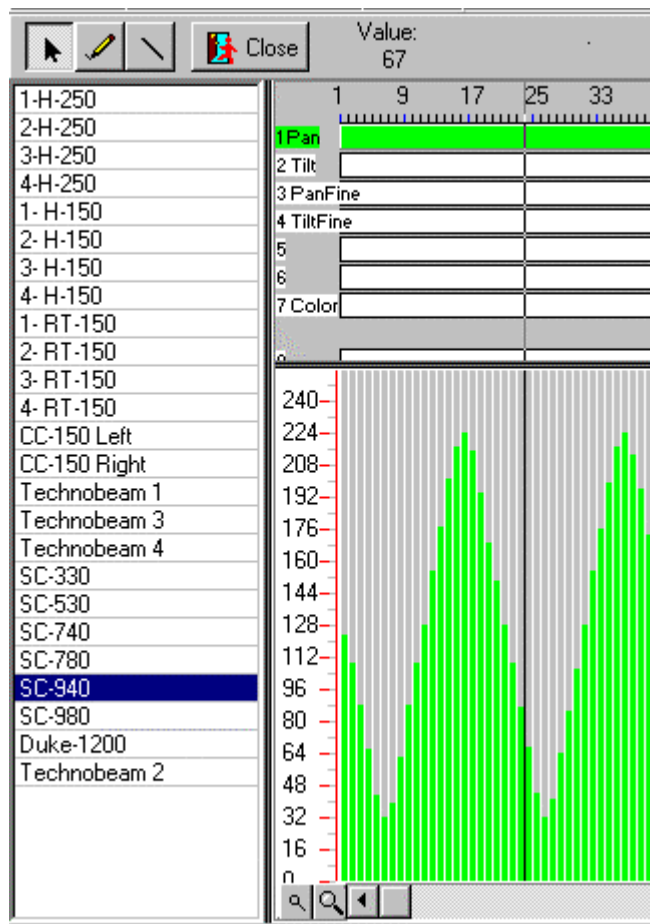 Close
Value:
67
1-H-250
2-H-250
3-H-250
4-H-250
1- H-150
2- H-150
3- H-150
4- H-150
1- RT-150
2- RT-150
3- RT-150
4- RT-150
CC-150 Left
CC-150 Right
Technobeam 1
Technobeam 3
Technobeam 4
SC-330
SC-530
SC-740
SC-780
SC-940
SC-980
Duke-1200
Technobeam 2
1 9 17 25 33
1 Pan
2 Tilt
3 PanFine
4 TiltFine
5
6
7 Color
240
224
208
192
176
160
144
128
112
96
80
64
48
32
16
0